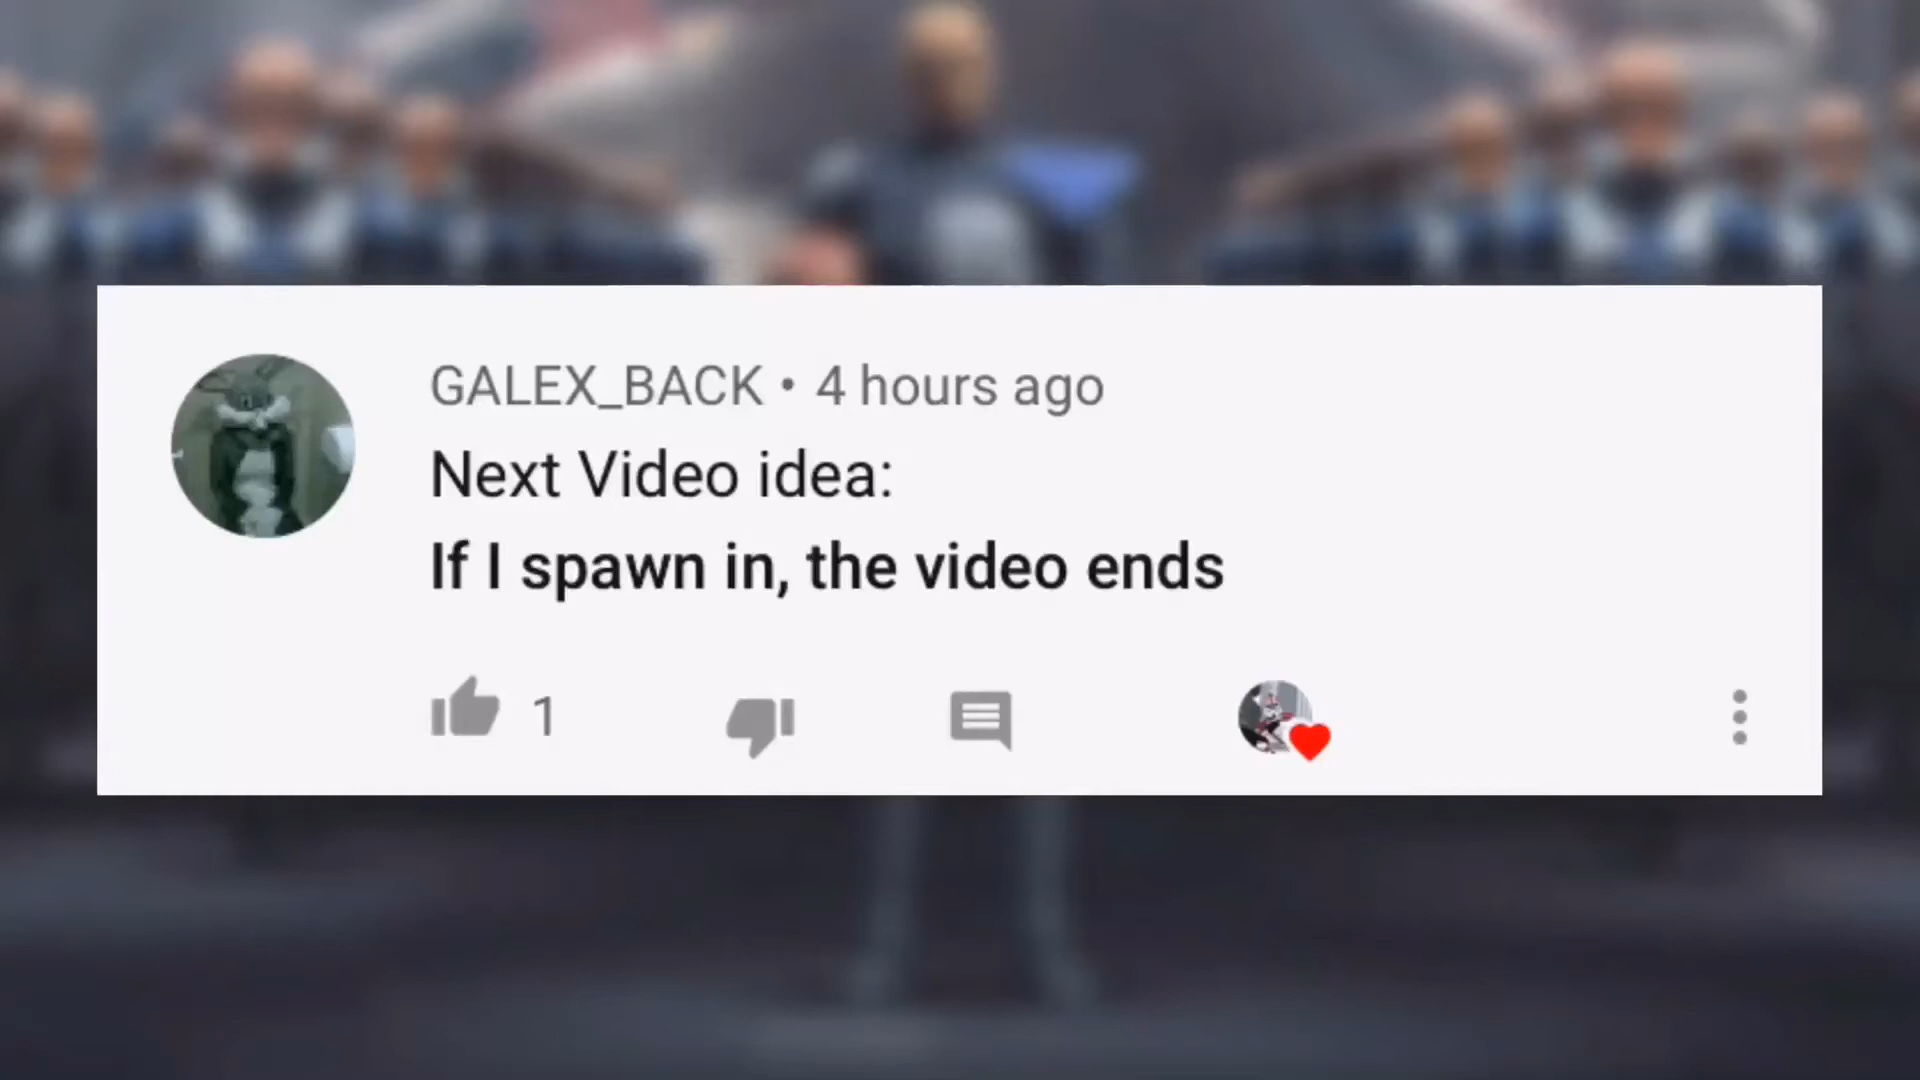 GALEX_BACK • 4 hours ago
Next Video idea:
If I spawn in, the video ends
1